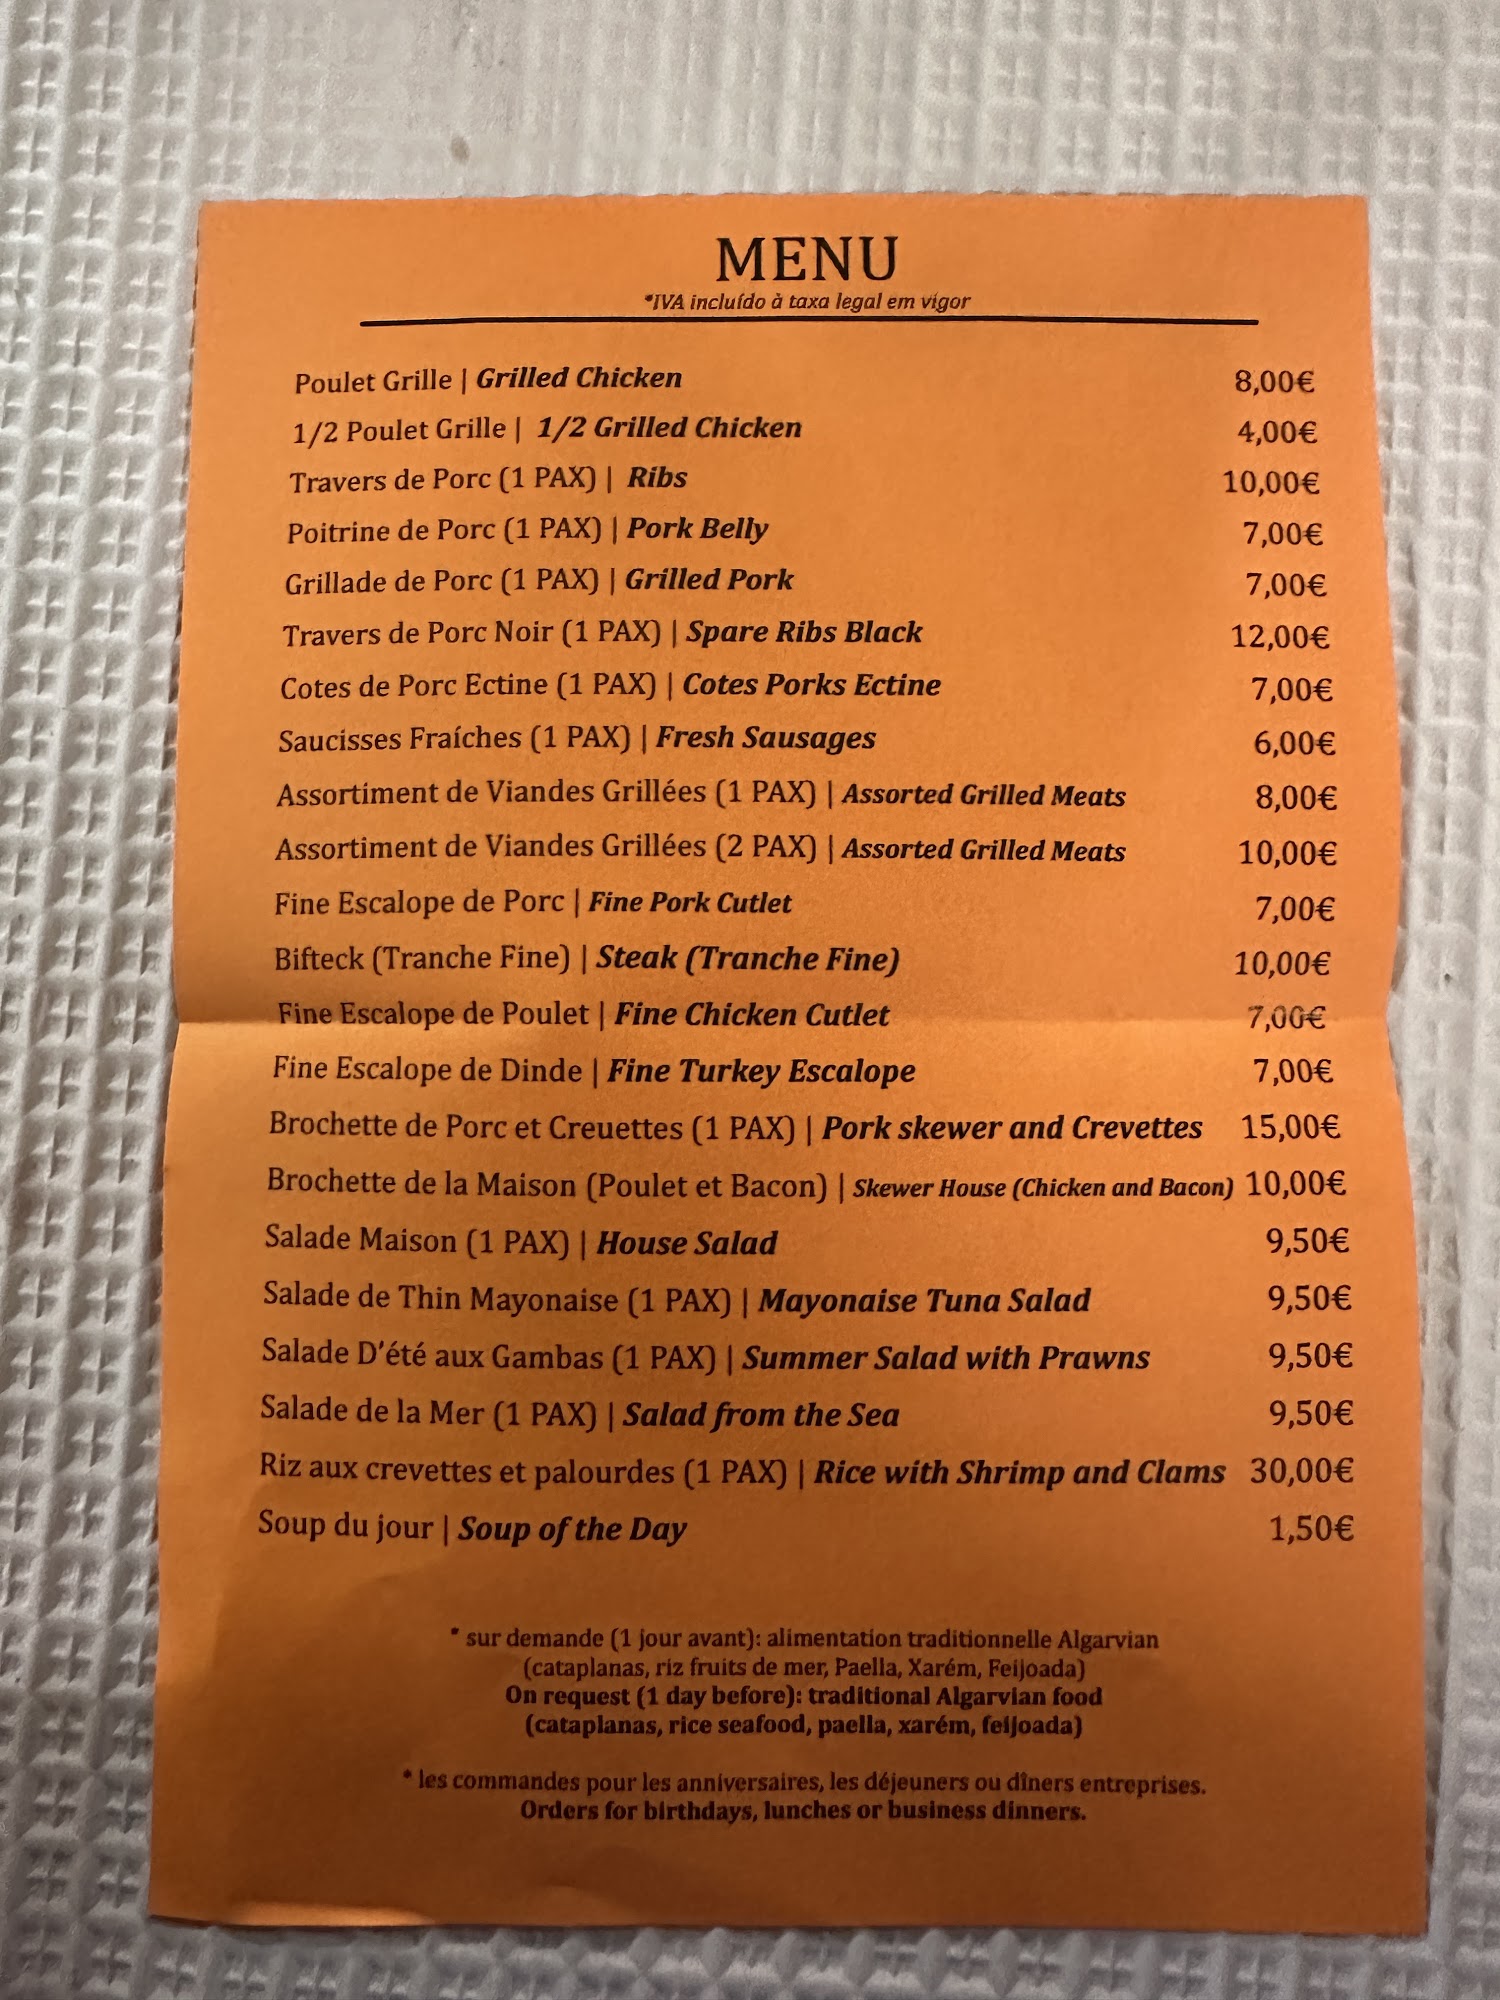 MENU
*IVA incluído à taxa legal em vigor
Poulet Grille | Grilled Chicken 8,00€
1/2 Poulet Grille | 1/2 Grilled Chicken 4,00€
Travers de Porc (1 PAX) | Ribs 10,00€
Poitrine de Porc (1 PAX) | Pork Belly 7,00€
Grillade de Porc (1 PAX) | Grilled Pork 7,00€
Travers de Porc Noir (1 PAX) | Spare Ribs Black 12,00€
Cotes de Porc Ectine (1 PAX) | Cotes Porks Ectine 7,00€
Saucisses Fraíches (1 PAX) | Fresh Sausages 6,00€
Assortiment de Viandes Grillées (1 PAX) | Assorted Grilled Meats 8,00€
Assortiment de Viandes Grillées (2 PAX) | Assorted Grilled Meats 10,00€
Fine Escalope de Porc | Fine Pork Cutlet 7,00€
Bifteck (Tranche Fine) | Steak (Tranche Fine) 10,00€
Fine Escalope de Poulet | Fine Chicken Cutlet 7,00€
Fine Escalope de Dinde | Fine Turkey Escalope 7,00€
Brochette de Porc et Creuettes (1 PAX) | Pork skewer and Crevettes 15,00€
Brochette de la Maison (Poulet et Bacon) | Skewer House (Chicken and Bacon) 10,00€
Salade Maison (1 PAX) | House Salad 9,50€
Salade de Thin Mayonaise (1 PAX) | Mayonaise Tuna Salad 9,50€
Salade D'été aux Gambas (1 PAX) | Summer Salad with Prawns 9,50€
Salade de la Mer (1 PAX) | Salad from the Sea 9,50€
Riz aux crevettes et palourdes (1 PAX) | Rice with Shrimp and Clams 30,00€
Soup du jour | Soup of the Day 1,50€
* sur demande (1 jour avant): alimentation traditionnelle Algarvian
(cataplanas, riz fruits de mer, Paella, Xarém, Feijoada)
On request (1 day before): traditional Algarvian food
(cataplanas, rice seafood, paella, xarém, feijoada)
* les commandes pour les anniversaires, les déjeuners ou dîners entreprises.
Orders for birthdays, lunches or business dinners.